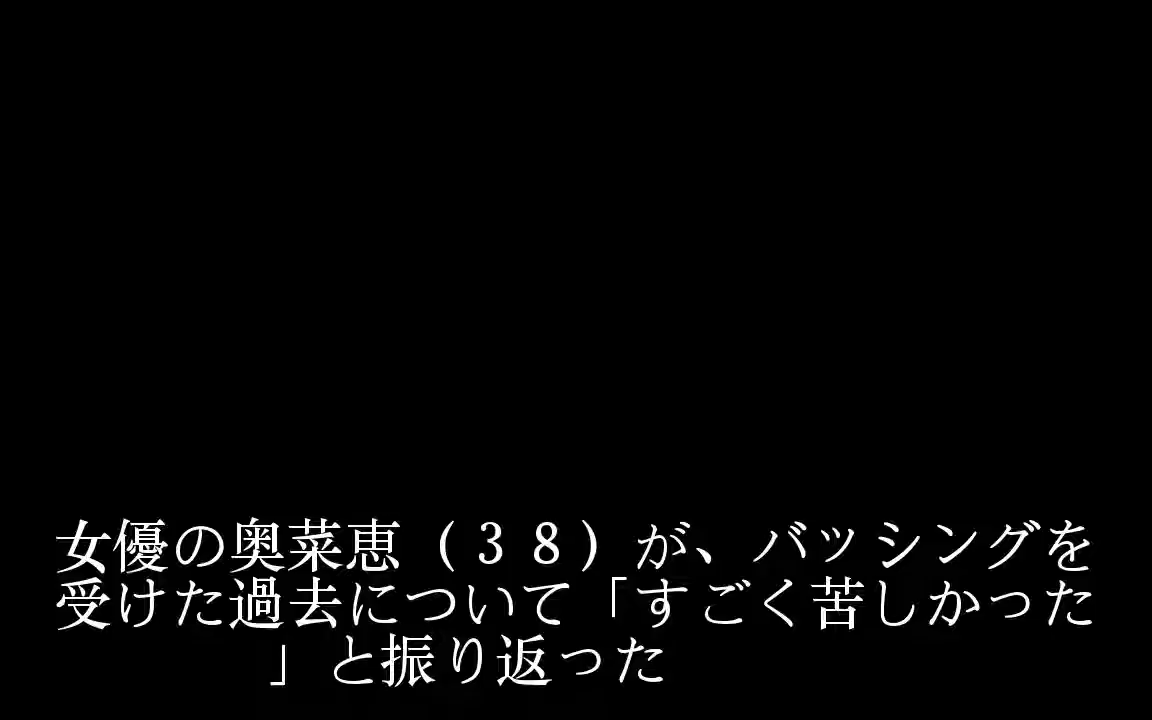 女優の奥菜恵（３８）が、バッシングを
受けた過去について「すごく苦しかった
」と振り返った